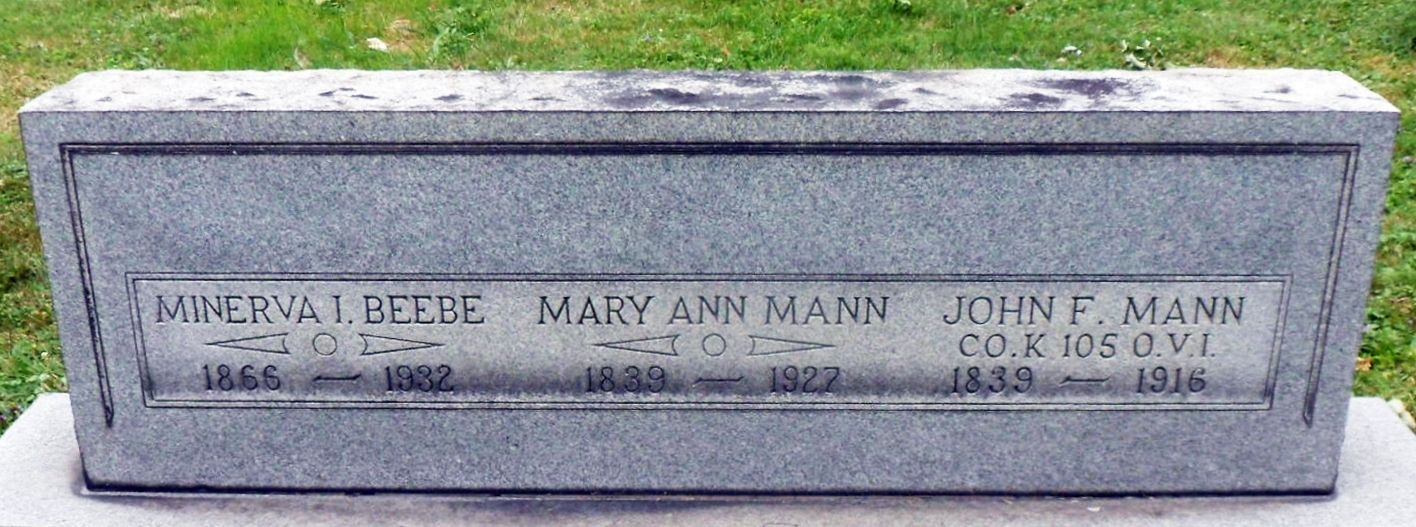 MINERVA I. BEEBE
1866 — 1932
MARY ANN MANN
1839 — 1927
JOHN F. MANN
CO. K 105 O.V.I.
1839 — 1916